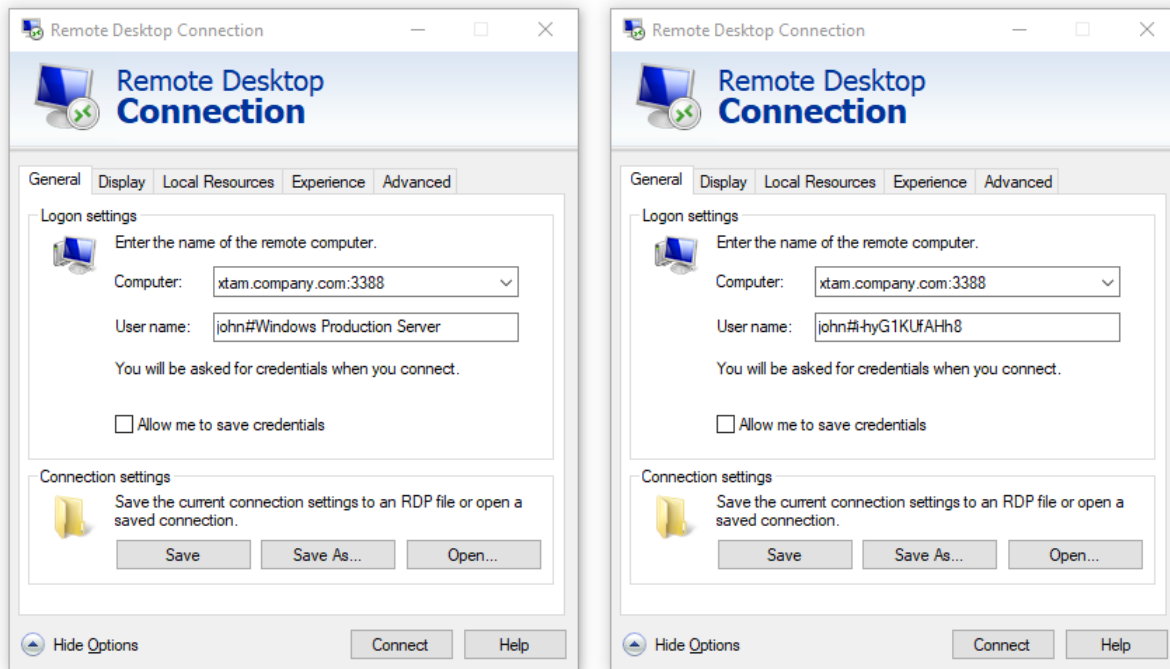 Remote Desktop Connection
Remote Desktop
Connection
General Display Local Resources Experience Advanced
Logon settings
Enter the name of the remote computer.
Computer: xtam.company.com:3388
User name: john#Windows Production Server
You will be asked for credentials when you connect.
Allow me to save credentials
Connection settings
Save the current connection settings to an RDP file or open a
saved connection.
Save Save As... Open...
Hide Options Connect Help
Remote Desktop Connection
Remote Desktop
Connection
General Display Local Resources Experience Advanced
Logon settings
Enter the name of the remote computer.
Computer: xtam.company.com:3388
User name: john#i-hyG1KUfAHh8
You will be asked for credentials when you connect.
Allow me to save credentials
Connection settings
Save the current connection settings to an RDP file or open a
saved connection.
Save Save As... Open...
Hide Options Connect Help